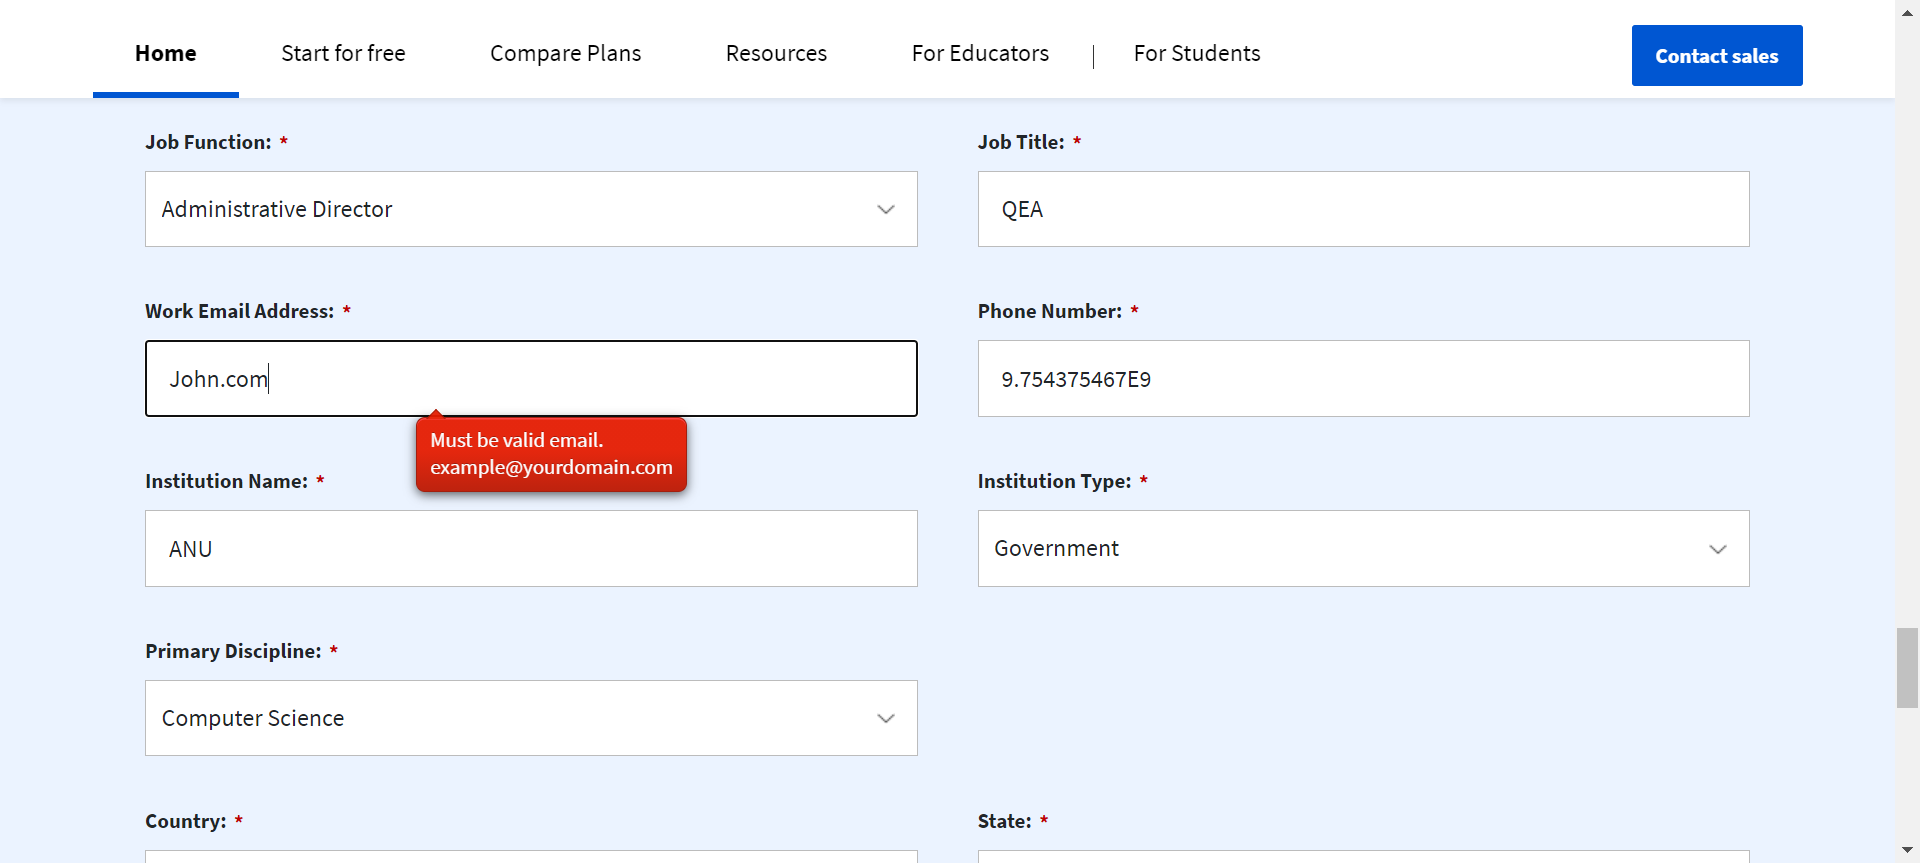 Home
Start for free
Compare Plans
Resources
For Educators
|
For Students
Contact sales
Job Function: *
Job Title: *
Administrative Director
QEA
Work Email Address: *
Phone Number: *
John.com
9.754375467E9
Must be valid email.
example@yourdomain.com
Institution Name: *
Institution Type: *
ANU
Government
Primary Discipline: *
Computer Science
Country: *
State: *